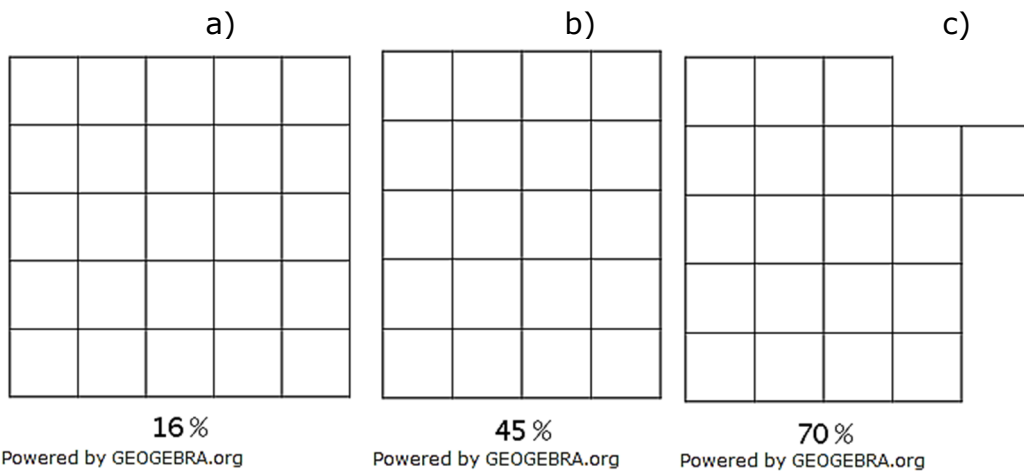 a) b) c)
16 % 45 % 70 %
Powered by GEOGEBRA.org Powered by GEOGEBRA.org Powered by GEOGEBRA.org